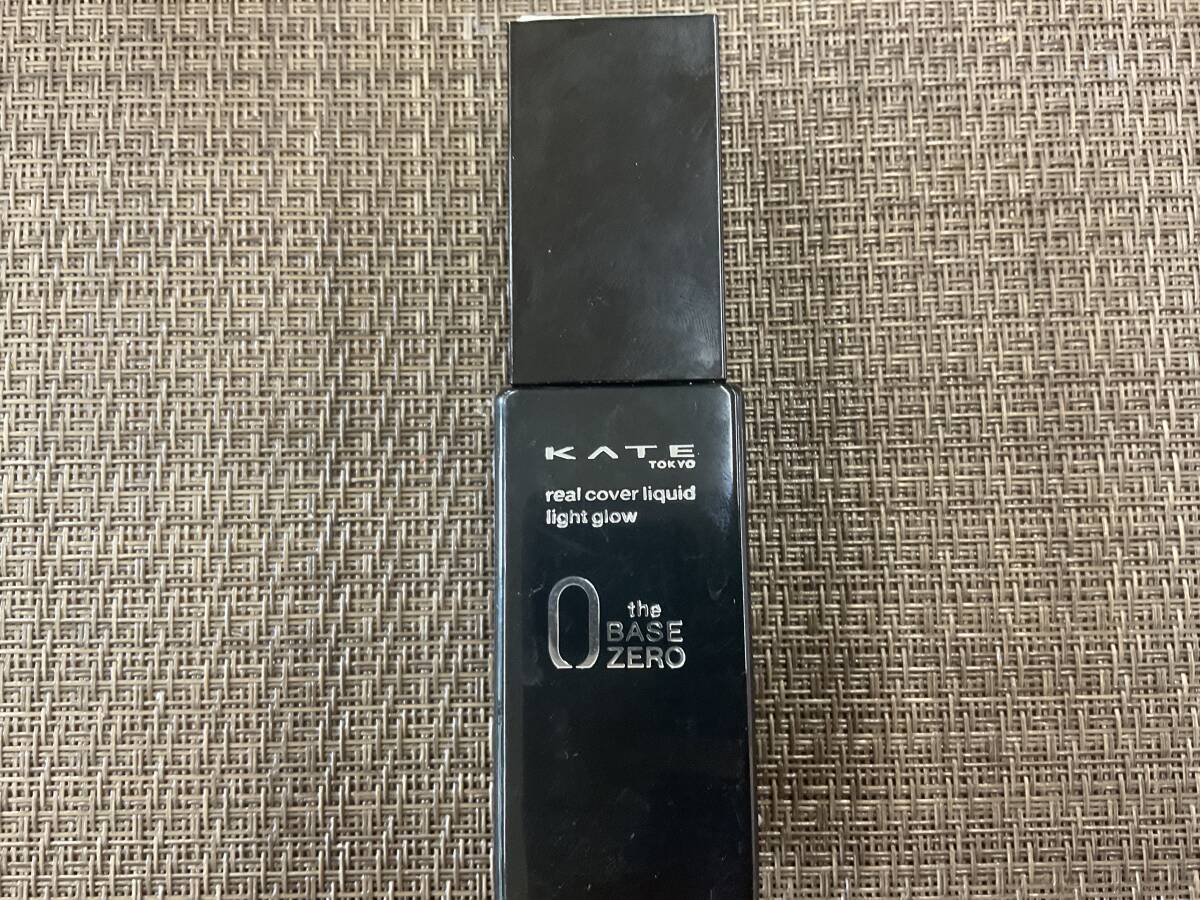 KATE
TOKYO
real cover liquid
light glow
0 the
BASE
ZERO